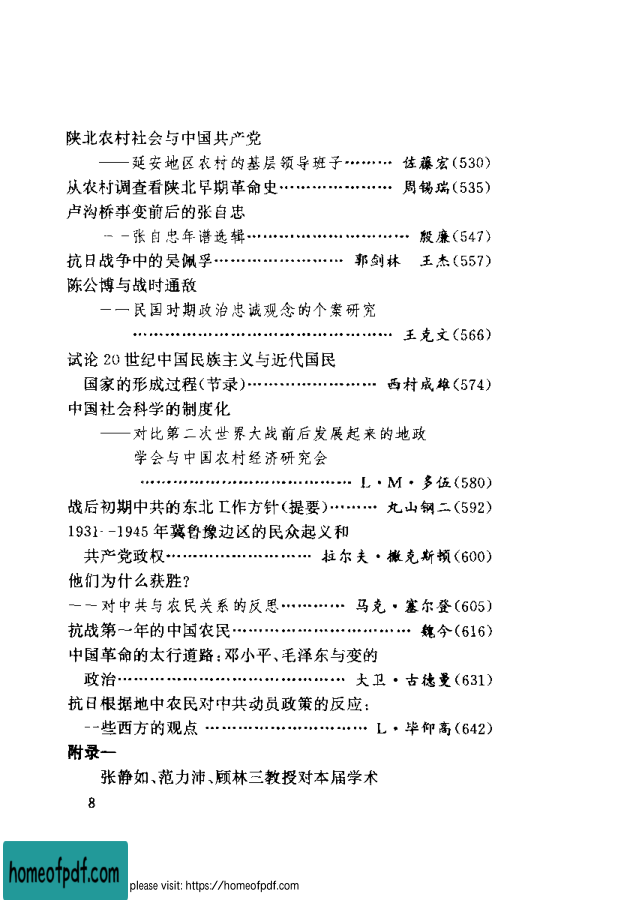 陕北农村社会与中国共产党
——延安地区农村的基层领导班子……… 佐藤宏(530)
从农村调查看陕北早期革命史………………… 周锡瑞(535)
卢沟桥事变前后的张自忠
——张自忠年谱选辑………………………… 殷廉(547)
抗日战争中的吴佩孚…………………… 郭剑林 王杰(557)
陈公博与战时通敌
——民国时期政治忠诚观念的个案研究
………………………………………… 王克文(566)
试论20世纪中国民族主义与近代国民
国家的形成过程(节录)…………………… 西村成雄(574)
中国社会科学的制度化
——对比第二次世界大战前后发展起来的地政
学会与中国农村经济研究会
………………………………… L·M·多伍(580)
战后初期中共的东北工作方针(提要)……… 丸山钢二(592)
1931--1945年冀鲁豫边区的民众起义和
共产党政权……………………… 拉尔夫·撒克斯顿(600)
他们为什么获胜?
——对中共与农民关系的反思………… 马克·塞尔登(605)
抗战第一年的中国农民…………………………… 魏今(616)
中国革命的太行道路:邓小平、毛泽东与变的
政治…………………………………… 大卫·古德曼(631)
抗日根据地中农民对中共动员政策的反应:
一些西方的观点 ………………………… L·毕仰高(642)
附录一
张静如、范力沛、顾林三教授对本届学术
8
homeofpdf.com
please visit: https://homeofpdf.com